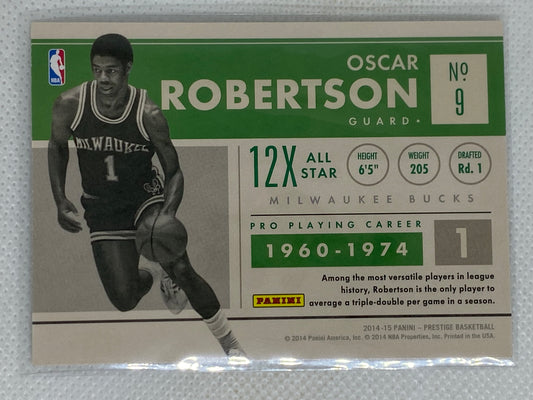 OSCAR
ROBERTSON
GUARD •
Nº
9
NBA
MILWAUKEE
1
12X ALL STAR
HEIGHT
6'5"
WEIGHT
205
DRAFTED
Rd. 1
MILWAUKEE BUCKS
PRO PLAYING CAREER
1960-1974
1
Among the most versatile players in league
history, Robertson is the only player to
average a triple-double per game in a season.
PANINI
2014-15 PANINI – PRESTIGE BASKETBALL
© 2014 Panini America, Inc. © 2014 NBA Properties, Inc. Printed in the USA.